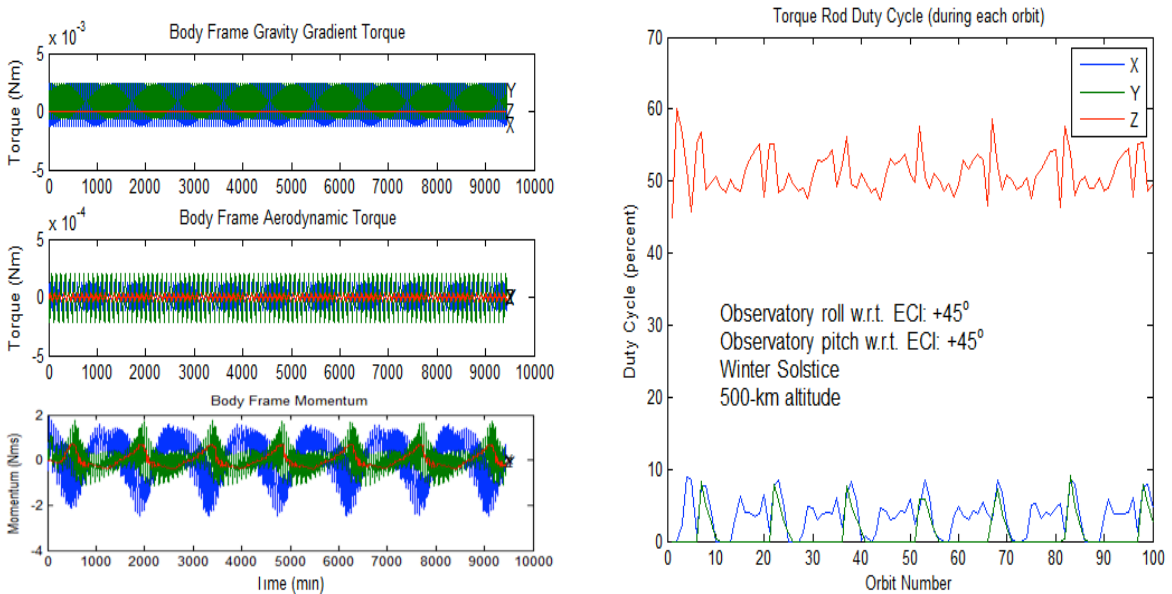 Body Frame Gravity Gradient Torque
x 10⁻³
5
0
-5
Torque (Nm)
Y
Z
X
0 1000 2000 3000 4000 5000 6000 7000 8000 9000 10000
Body Frame Aerodynamic Torque
x 10⁻⁴
5
0
-5
Torque (Nm)
0 1000 2000 3000 4000 5000 6000 7000 8000 9000 10000
Body Frame Momentum
2
0
-2
-4
Momentum (Nms)
0 1000 2000 3000 4000 5000 6000 7000 8000 9000 10000
Time (min)
Torque Rod Duty Cycle (during each orbit)
70
60
50
40
30
20
10
0
Duty Cycle (percent)
X
Y
Z
Observatory roll w.r.t. ECI: +45°
Observatory pitch w.r.t. ECI: +45°
Winter Solstice
500-km altitude
0 10 20 30 40 50 60 70 80 90 100
Orbit Number